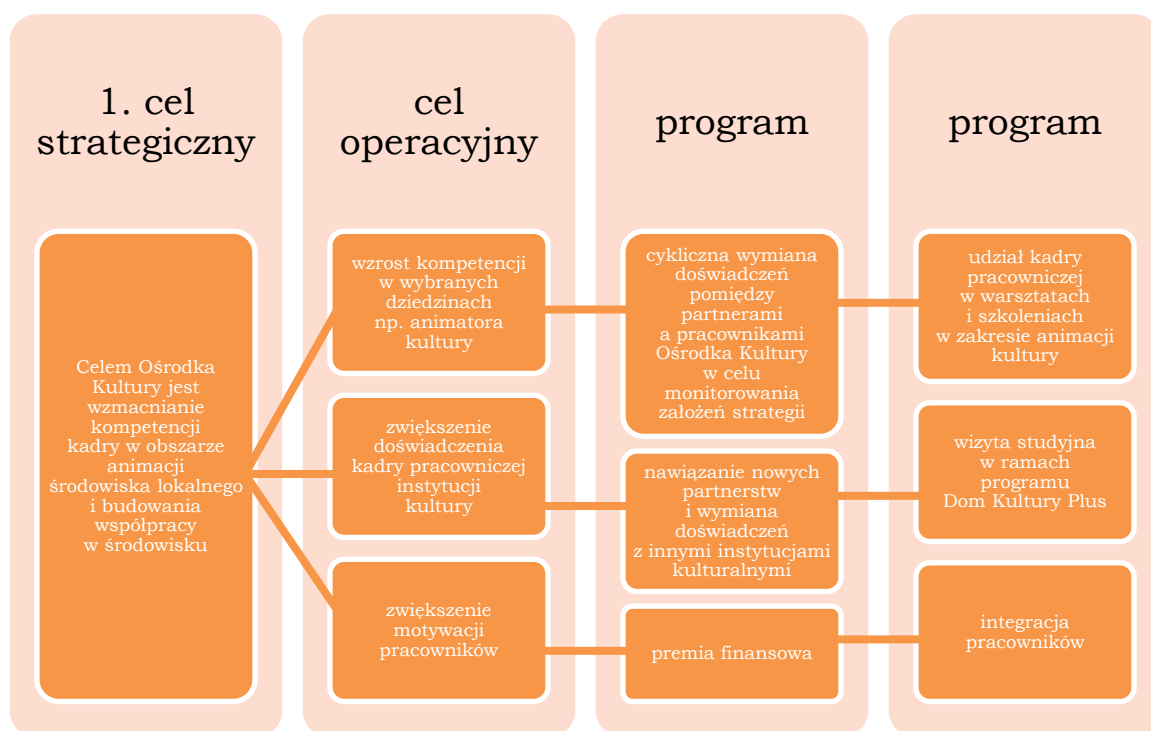 1. cel
strategiczny
Celem Ośrodka
Kultury jest
wzmacnianie
kompetencji
kadry w obszarze
animacji
środowiska lokalnego
i budowania
współpracy
w środowisku
cel
operacyjny
wzrost kompetencji
w wybranych
dziedzinach
np. animatora
kultury
zwiększenie
doświadczenia
kadry pracowniczej
instytucji
kultury
zwiększenie
motywacji
pracowników
program
cykliczna wymiana
doświadczeń
pomiędzy
partnerami
a pracownikami
Ośrodka Kultury
w celu
monitorowania
założeń strategii
nawiązanie nowych
partnerstw
i wymiana
doświadczeń
z innymi instytucjami
kulturalnymi
premia finansowa
program
udział kadry
pracowniczej
w warsztatach
i szkoleniach
w zakresie animacji
kultury
wizyta studyjna
w ramach
programu
Dom Kultury Plus
integracja
pracowników